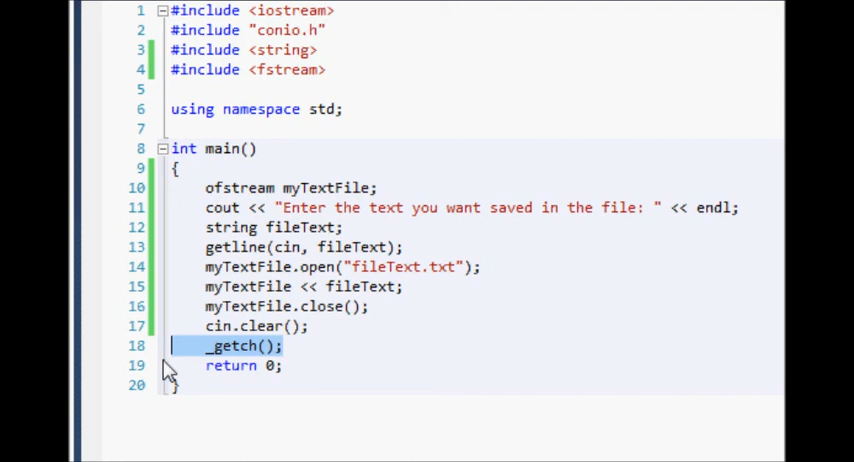 1 #include <iostream>
2 #include "conio.h"
3 #include <string>
4 #include <fstream>
5
6 using namespace std;
7
8 int main()
9 {
10 ofstream myTextFile;
11 cout << "Enter the text you want saved in the file: " << endl;
12 string fileText;
13 getline(cin, fileText);
14 myTextFile.open("fileText.txt");
15 myTextFile << fileText;
16 myTextFile.close();
17 cin.clear();
18 _getch();
19 return 0;
20 }